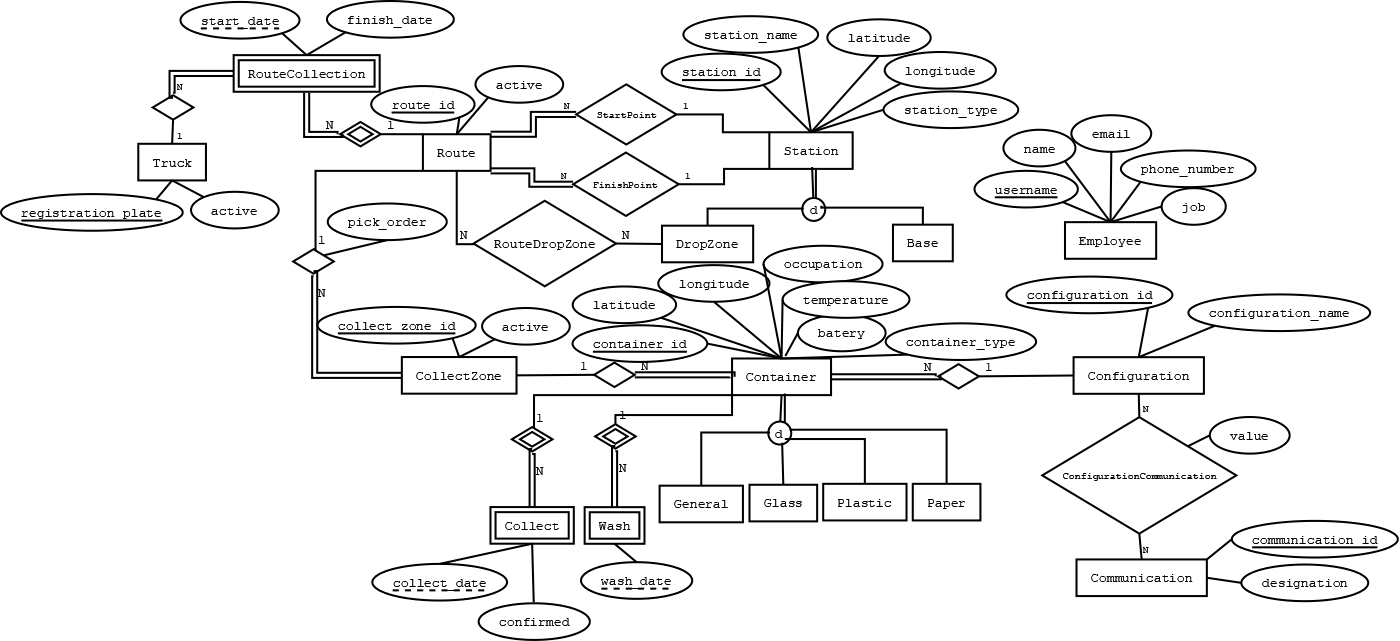 start_date
finish_date
RouteCollection
N
1
Truck
registration_plate
active
N
1
route_id
active
Route
N
StartPoint
1
N
FinishPoint
1
station_name
latitude
station_id
longitude
station_type
Station
d
DropZone
Base
N
RouteDropZone
N
name
email
phone_number
username
job
Employee
pick_order
1
N
collect_zone_id
active
CollectZone
1
N
latitude
longitude
occupation
temperature
batery
container_id
container_type
Container
N
1
configuration_id
configuration_name
Configuration
N
ConfigurationCommunication
value
N
communication_id
Communication
designation
1
N
1
N
d
General
Glass
Plastic
Paper
Collect
Wash
collect_date
wash_date
confirmed